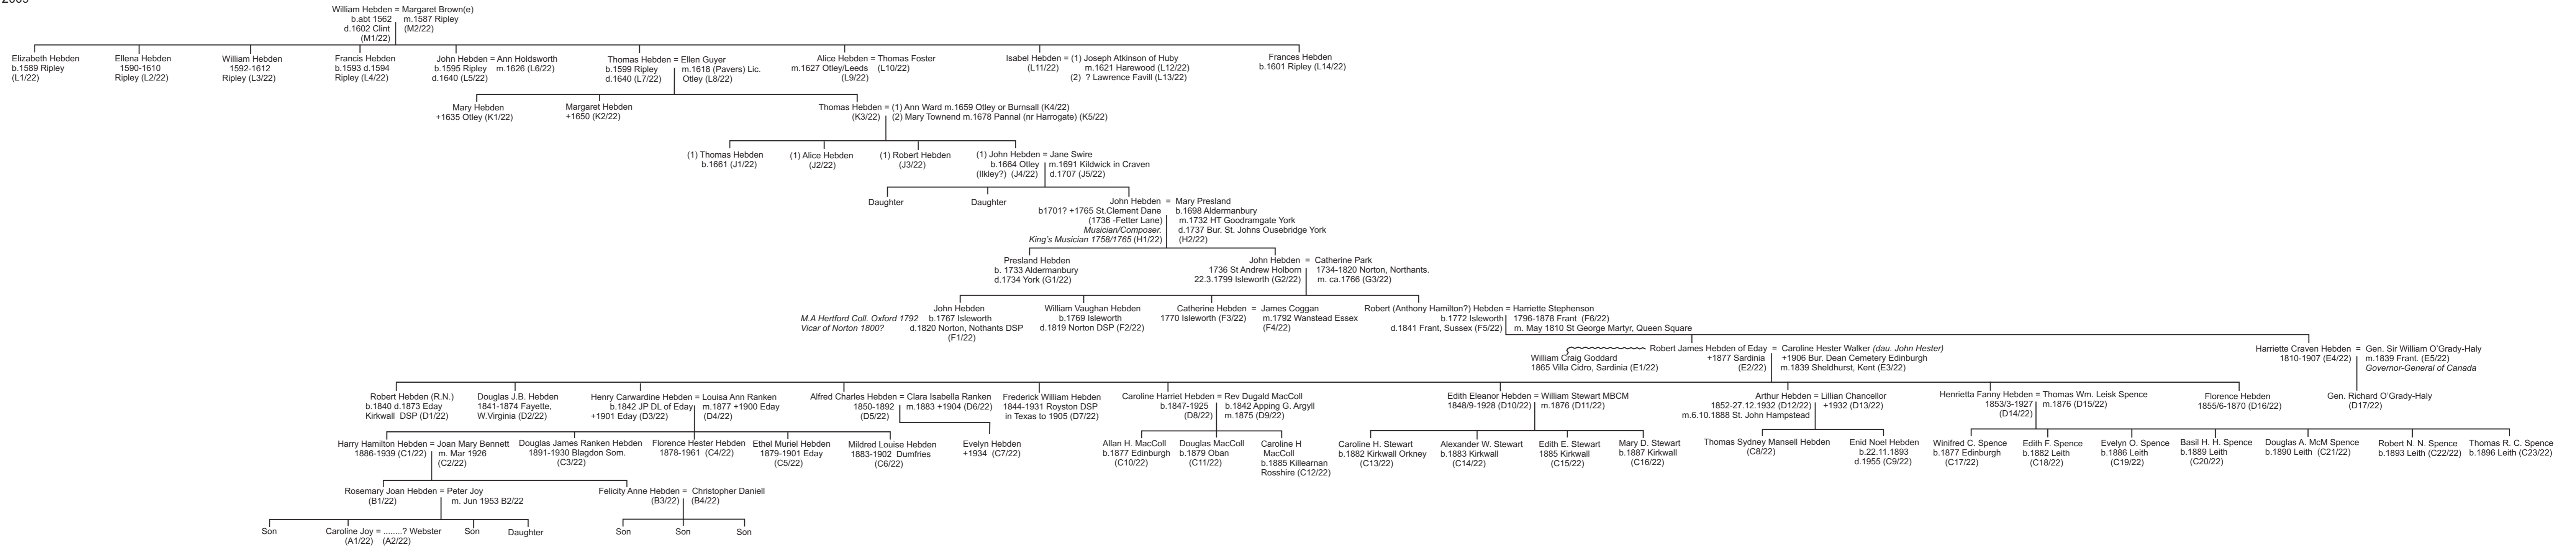 William Hebden = Margaret Brown(e)
b.abt 1562 m.1587 Ripley
d.1602 Clint (M2/22)
(M1/22)
Elizabeth Hebden
b.1589 Ripley
(L1/22)
Ellena Hebden
1590-1610
Ripley (L2/22)
William Hebden
1592-1612
Ripley (L3/22)
Francis Hebden
b.1593 d.1594
Ripley (L4/22)
John Hebden = Ann Holdsworth
b.1595 Ripley m.1626 (L6/22)
d.1640 (L5/22)
Thomas Hebden = Ellen Guyer
b.1599 Ripley m.1618 (Pavers) Lic.
d.1640 (L7/22) Otley (L8/22)
Alice Hebden = Thomas Foster
m.1627 Otley/Leeds (L10/22)
(L9/22)
Isabel Hebden = (1) Joseph Atkinson of Huby
(L11/22) m.1621 Harewood (L12/22)
(2) ? Lawrence Favill (L13/22)
Frances Hebden
b.1601 Ripley (L14/22)
Mary Hebden
+1635 Otley (K1/22)
Margaret Hebden
+1650 (K2/22)
Thomas Hebden = (1) Ann Ward m.1659 Otley or Burnsall (K4/22)
(K3/22) (2) Mary Townend m.1678 Pannal (nr Harrogate) (K5/22)
(1) Thomas Hebden
b.1661 (J1/22)
(1) Alice Hebden
(J2/22)
(1) Robert Hebden
(J3/22)
(1) John Hebden = Jane Swire
b.1664 Otley m.1691 Kildwick in Craven
(Ilkley?) (J4/22) d.1707 (J5/22)
Daughter
Daughter
John Hebden = Mary Presland
b1701? +1765 St.Clement Dane b.1698 Aldermanbury
(1736 -Fetter Lane) m.1732 HT Goodramgate York
Musician/Composer. d.1737 Bur. St. Johns Ousebridge York
King's Musician 1758/1765 (H1/22) (H2/22)
Presland Hebden
b. 1733 Aldermanbury
d.1734 York (G1/22)
John Hebden = Catherine Park
1736 St Andrew Holborn 1734-1820 Norton, Northants.
22.3.1799 Isleworth (G2/22) m. ca.1766 (G3/22)
M.A Hertford Coll. Oxford 1792
Vicar of Norton 1800?
John Hebden
b.1767 Isleworth
d.1820 Norton, Nothants DSP
(F1/22)
William Vaughan Hebden
b.1769 Isleworth
d.1819 Norton DSP (F2/22)
Catherine Hebden = James Coggan
1770 Isleworth (F3/22) m.1792 Wanstead Essex
(F4/22)
Robert (Anthony Hamilton?) Hebden = Harriette Stephenson
b.1772 Isleworth 1796-1878 Frant (F6/22)
d.1841 Frant, Sussex (F5/22) m. May 1810 St George Martyr, Queen Square
William Craig Goddard
1865 Villa Cidro, Sardinia (E1/22)
Robert James Hebden of Eday = Caroline Hester Walker (dau. John Hester)
+1877 Sardinia +1906 Bur. Dean Cemetery Edinburgh
(E2/22) m.1839 Sheldhurst, Kent (E3/22)
Harriette Craven Hebden = Gen. Sir William O'Grady-Haly
1810-1907 (E4/22) m.1839 Frant. (E5/22)
Governor-General of Canada
Robert Hebden (R.N.)
b.1840 d.1873 Eday
Kirkwall DSP (D1/22)
Douglas J.B. Hebden
1841-1874 Fayette,
W.Virginia (D2/22)
Henry Carwardine Hebden = Louisa Ann Ranken
b.1842 JP DL of Eday m.1877 +1900 Eday
+1901 Eday (D3/22) (D4/22)
Alfred Charles Hebden = Clara Isabella Ranken
1850-1892 m.1883 +1904 (D6/22)
(D5/22)
Frederick William Hebden
1844-1931 Royston DSP
in Texas to 1905 (D7/22)
Caroline Harriet Hebden = Rev Dugald MacColl
b.1847-1925 b.1842 Apping G. Argyll
(D8/22) m.1875 (D9/22)
Edith Eleanor Hebden = William Stewart MBCM
1848/9-1928 (D10/22) m.1876 (D11/22)
Arthur Hebden = Lillian Chancellor
1852-27.12.1932 (D12/22) +1932 (D13/22)
m.6.10.1888 St. John Hampstead
Henrietta Fanny Hebden = Thomas Wm. Leisk Spence
1853/3-1927 m.1876 (D15/22)
(D14/22)
Florence Hebden
1855/6-1870 (D16/22)
Gen. Richard O'Grady-Haly
(D17/22)
Harry Hamilton Hebden = Joan Mary Bennett
1886-1939 (C1/22) m. Mar 1926
(C2/22)
Douglas James Ranken Hebden
1891-1930 Blagdon Som.
(C3/22)
Florence Hester Hebden
1878-1961 (C4/22)
Ethel Muriel Hebden
1879-1901 Eday
(C5/22)
Mildred Louise Hebden
1883-1902 Dumfries
(C6/22)
Evelyn Hebden
+1934 (C7/22)
Allan H. MacColl
b.1877 Edinburgh
(C10/22)
Douglas MacColl
b.1879 Oban
(C11/22)
Caroline H
MacColl
b.1885 Killearnan
Rosshire (C12/22)
Caroline H. Stewart
b.1882 Kirkwall Orkney
(C13/22)
Alexander W. Stewart
b.1883 Kirkwall
(C14/22)
Edith E. Stewart
1885 Kirkwall
(C15/22)
Mary D. Stewart
b.1887 Kirkwall
(C16/22)
Thomas Sydney Mansell Hebden
(C8/22)
Enid Noel Hebden
b.22.11.1893
d.1955 (C9/22)
Winifred C. Spence
b.1877 Edinburgh
(C17/22)
Edith F. Spence
b.1882 Leith
(C18/22)
Evelyn O. Spence
b.1886 Leith
(C19/22)
Basil H. H. Spence
b.1889 Leith
(C20/22)
Douglas A. McM Spence
b.1890 Leith (C21/22)
Robert N. N. Spence
b.1893 Leith (C22/22)
Thomas R. C. Spence
b.1896 Leith (C23/22)
Rosemary Joan Hebden = Peter Joy
(B1/22) m. Jun 1953 B2/22
Felicity Anne Hebden = Christopher Daniell
(B3/22) (B4/22)
Son
Caroline Joy = ........? Webster
(A1/22) (A2/22)
Son
Daughter
Son
Son
Son